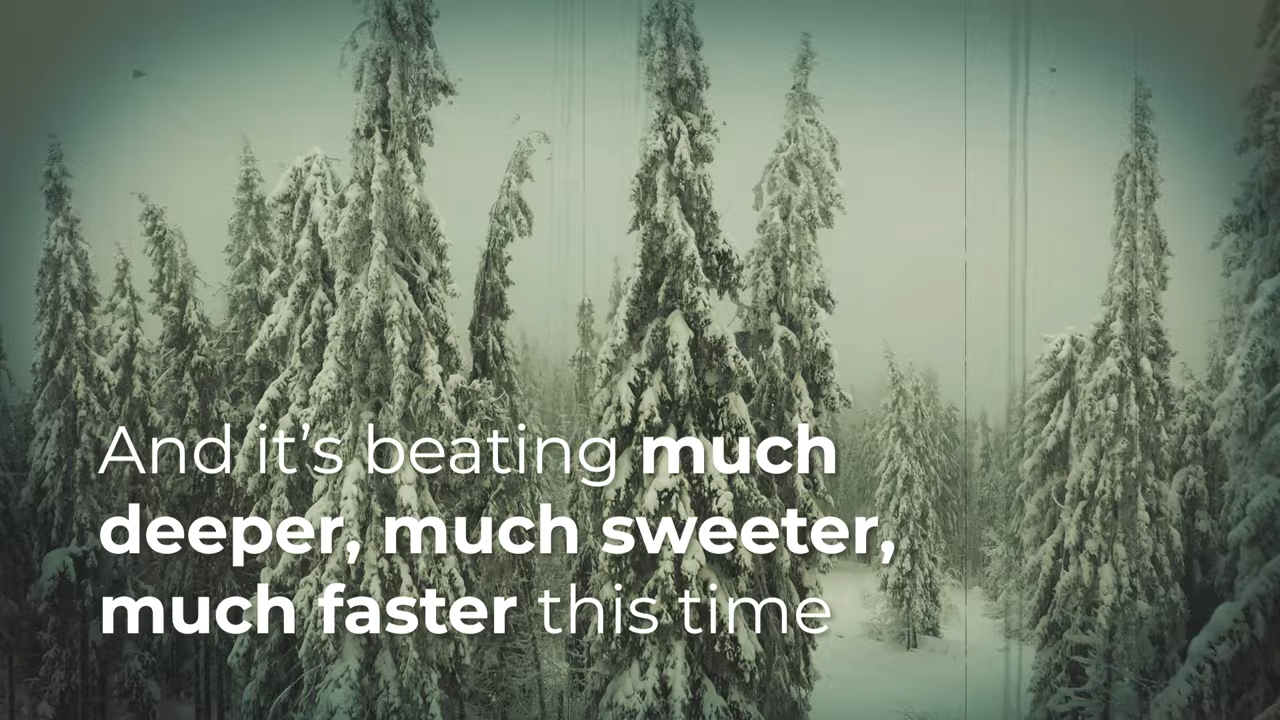 And it’s beating much
deeper, much sweeter,
much faster this time